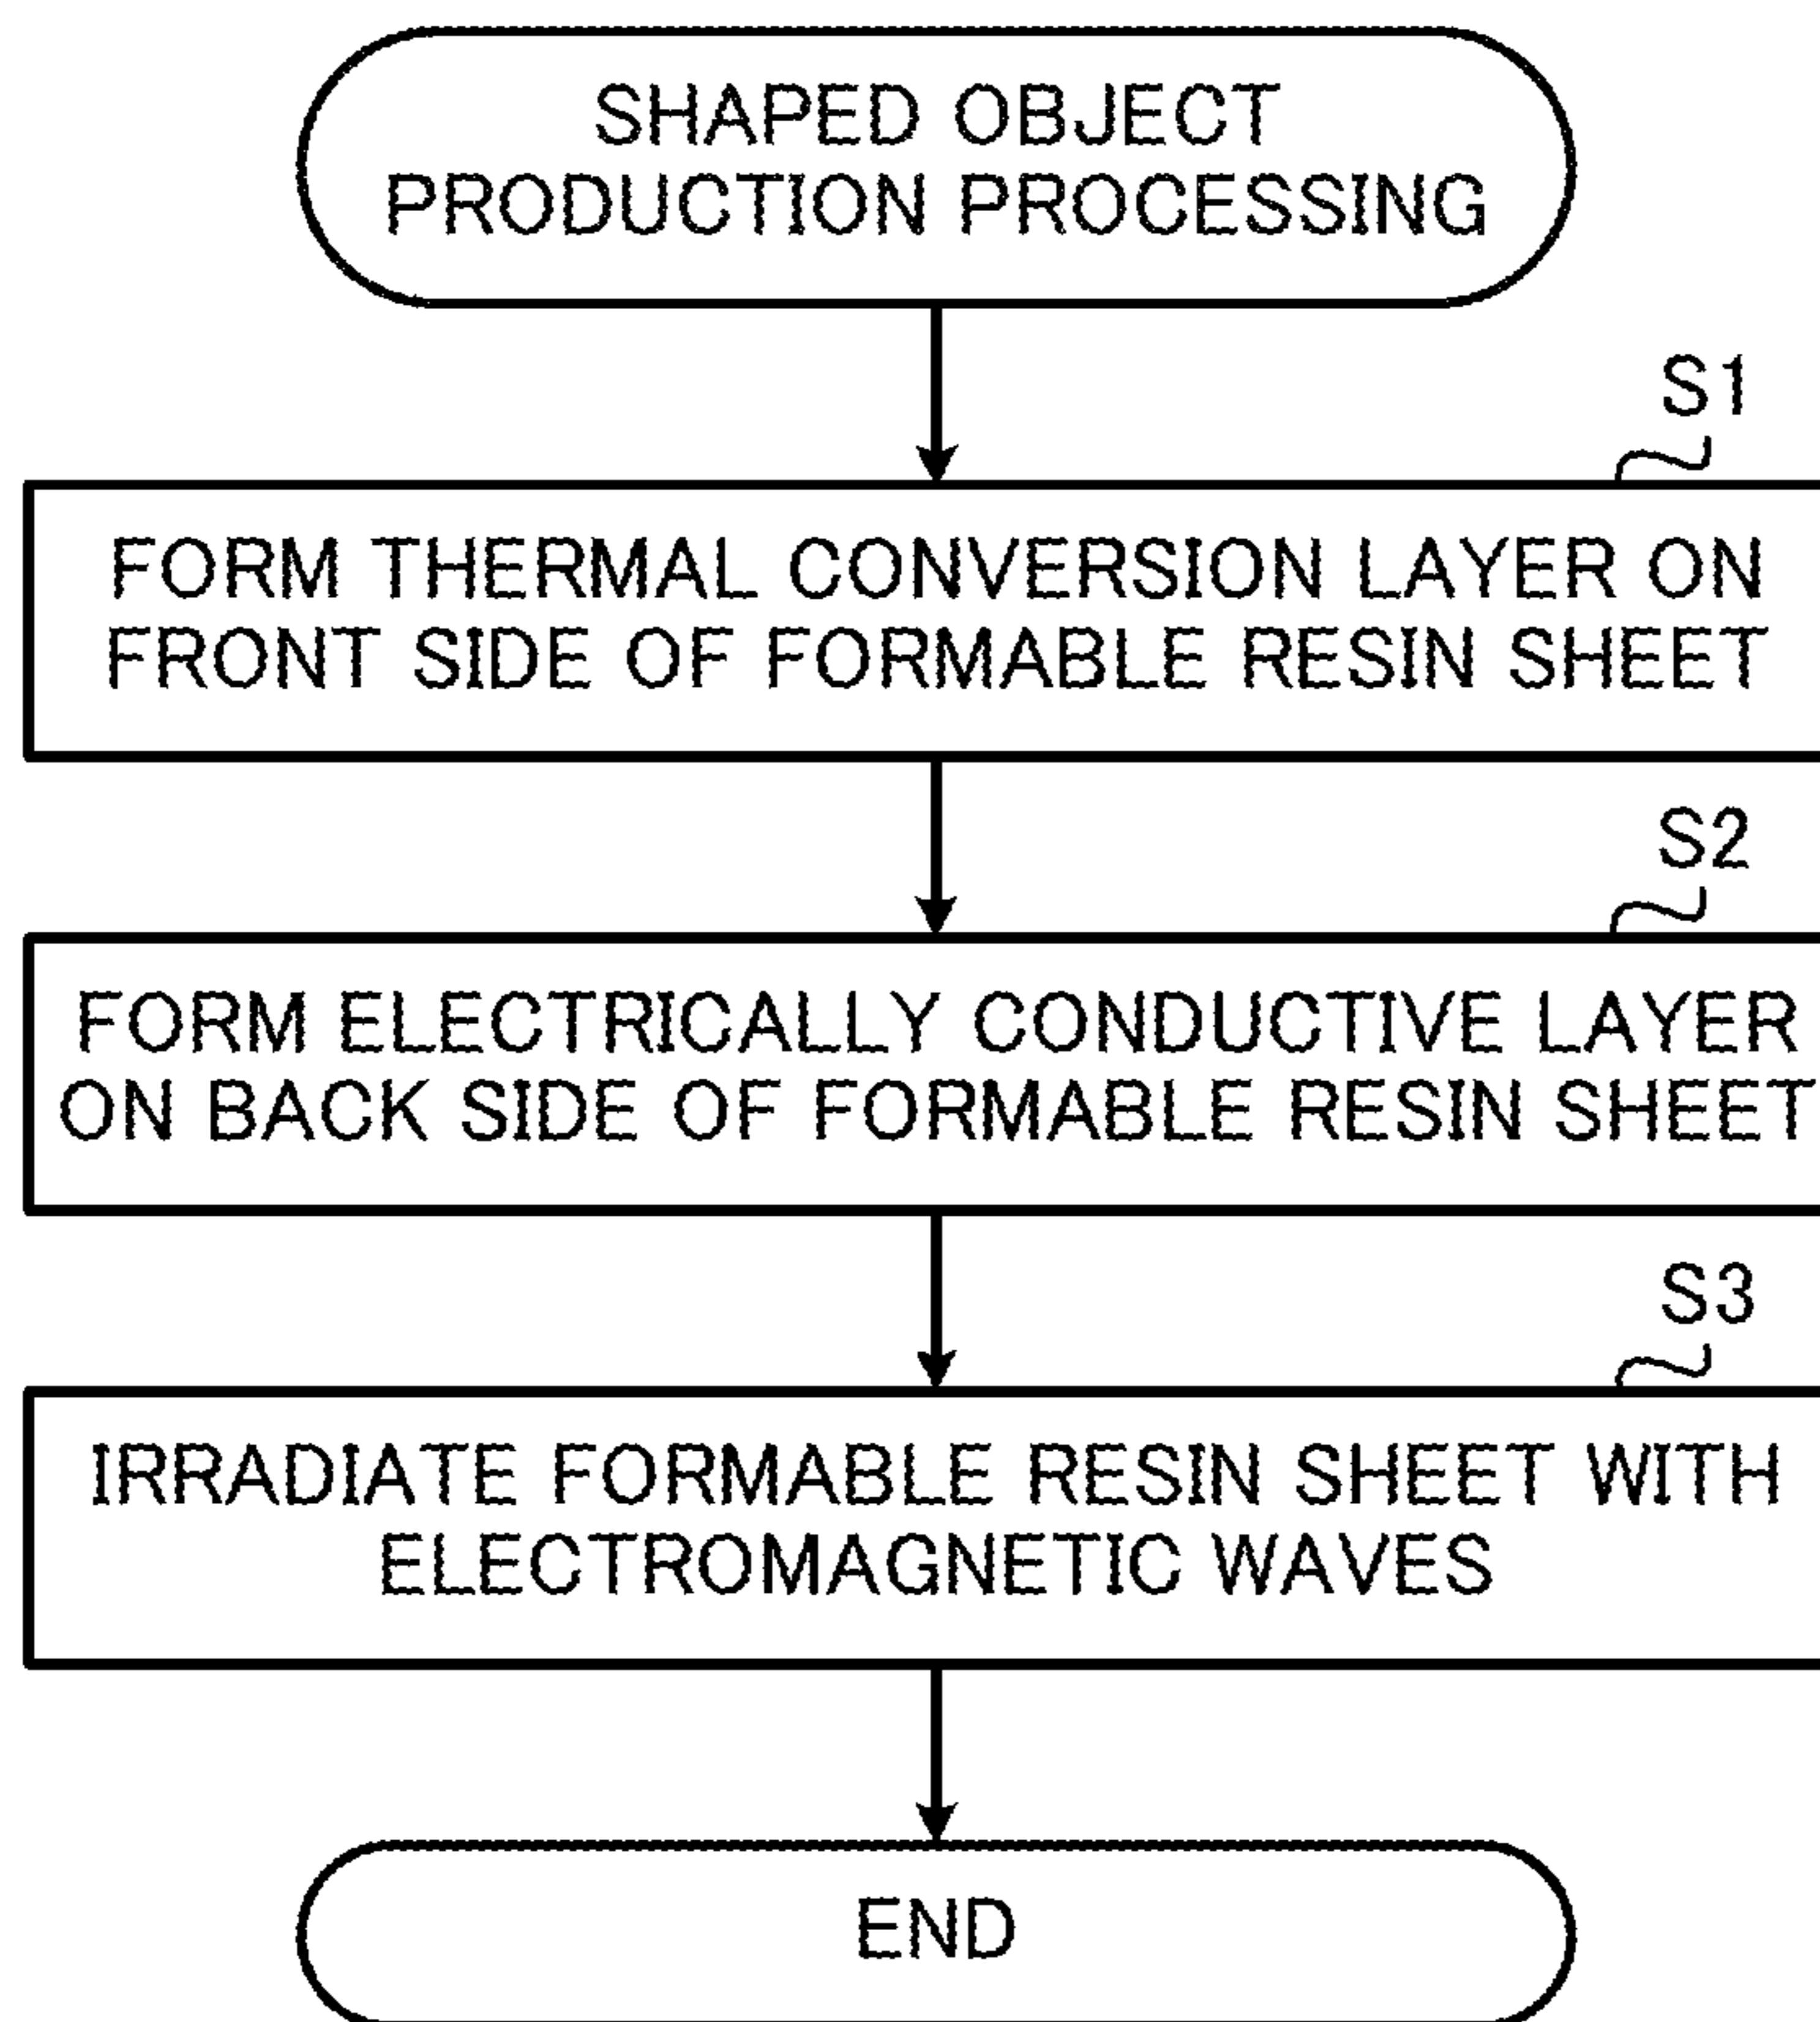 SHAPED OBJECT
PRODUCTION PROCESSING
S1
FORM THERMAL CONVERSION LAYER ON
FRONT SIDE OF FORMABLE RESIN SHEET
S2
FORM ELECTRICALLY CONDUCTIVE LAYER
ON BACK SIDE OF FORMABLE RESIN SHEET
S3
IRRADIATE FORMABLE RESIN SHEET WITH
ELECTROMAGNETIC WAVES
END